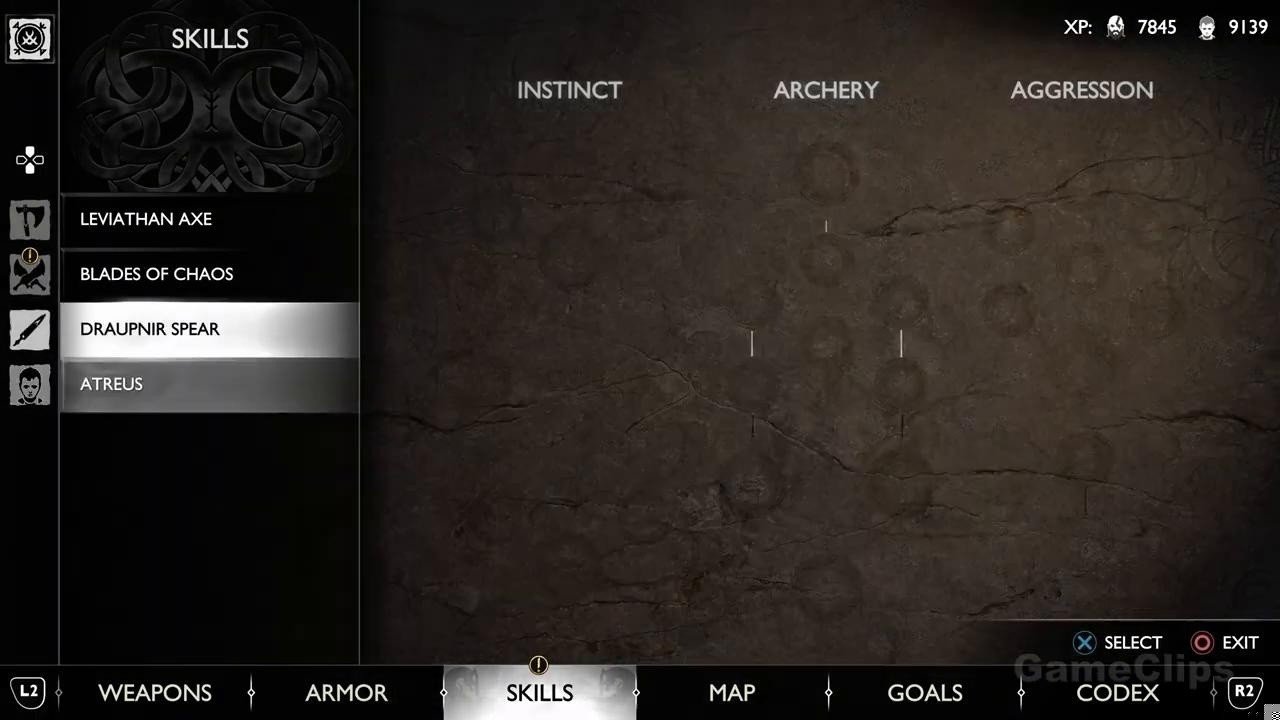 SKILLS
XP: 7845 9139
INSTINCT ARCHERY AGGRESSION
LEVIATHAN AXE
BLADES OF CHAOS
DRAUPNIR SPEAR
ATREUS
SELECT EXIT
GameClips
L2 WEAPONS ARMOR SKILLS MAP GOALS CODEX R2